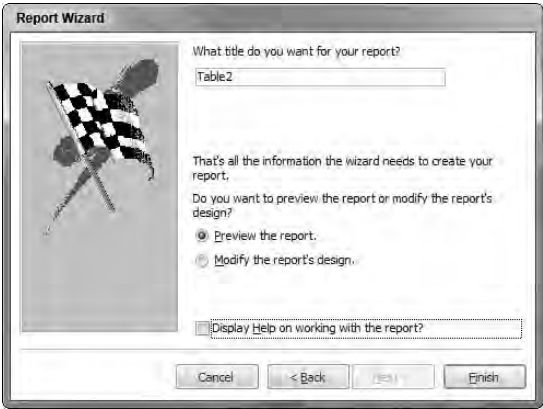 Report Wizard
What title do you want for your report?
Table2
That's all the information the wizard needs to create your
report.
Do you want to preview the report or modify the report's
design?
Preview the report.
Modify the report's design.
Display Help on working with the report?
Cancel
< Back
Next
Finish